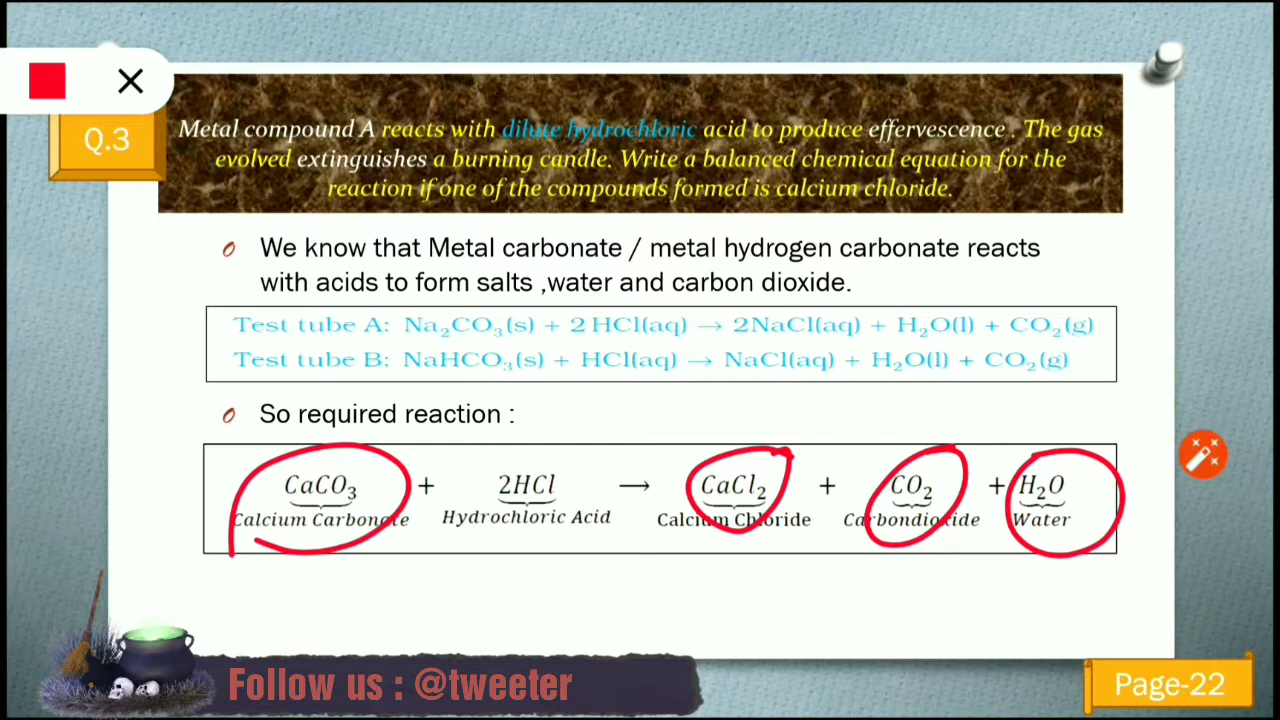 Q.3
Metal compound A reacts with dilute hydrochloric acid to produce effervescence . The gas
evolved extinguishes a burning candle. Write a balanced chemical equation for the
reaction if one of the compounds formed is calcium chloride.
We know that Metal carbonate / metal hydrogen carbonate reacts
with acids to form salts ,water and carbon dioxide.
Test tube A: Na₂CO₃(s) + 2 HCl(aq) → 2NaCl(aq) + H₂O(l) + CO₂(g)
Test tube B: NaHCO₃(s) + HCl(aq) → NaCl(aq) + H₂O(l) + CO₂(g)
So required reaction :
CaCO₃ + 2HCl → CaCl₂ + CO₂ + H₂O
Calcium Carbonate Hydrochloric Acid Calcium Chloride Carbondioxide Water
Follow us : @tweeter
Page-22